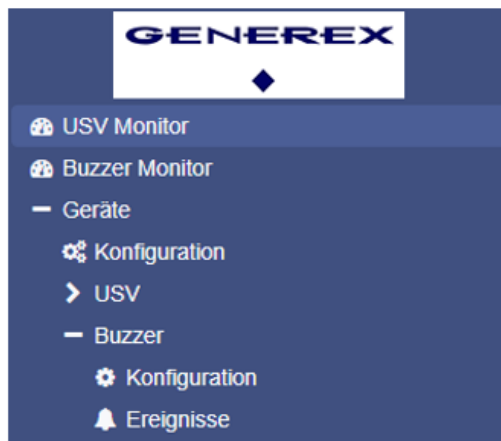 GENEREX
USV Monitor
Buzzer Monitor
Geräte
Konfiguration
USV
Buzzer
Konfiguration
Ereignisse